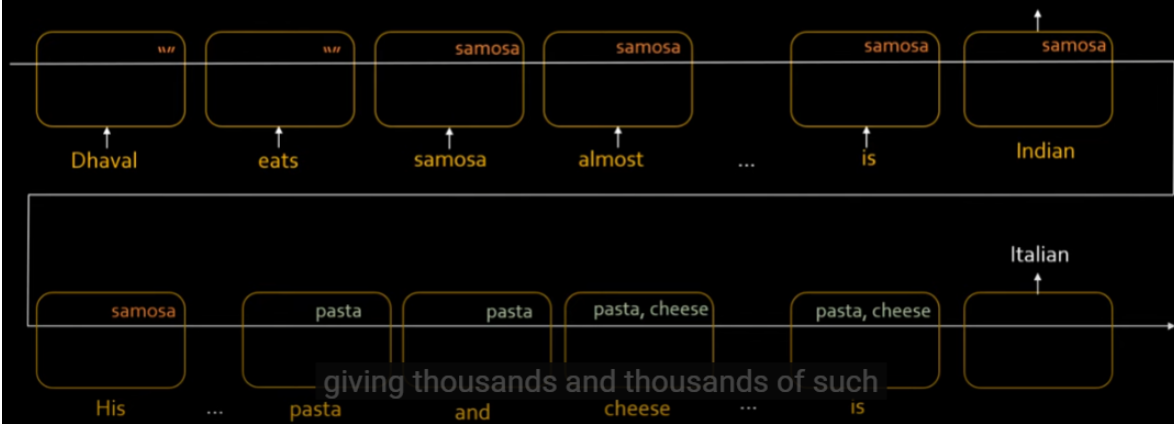 "" "" samosa samosa samosa samosa
Dhaval eats samosa almost ... is Indian
Italian
samosa pasta pasta pasta, cheese pasta, cheese
giving thousands and thousands of such
His ... pasta and cheese ... is